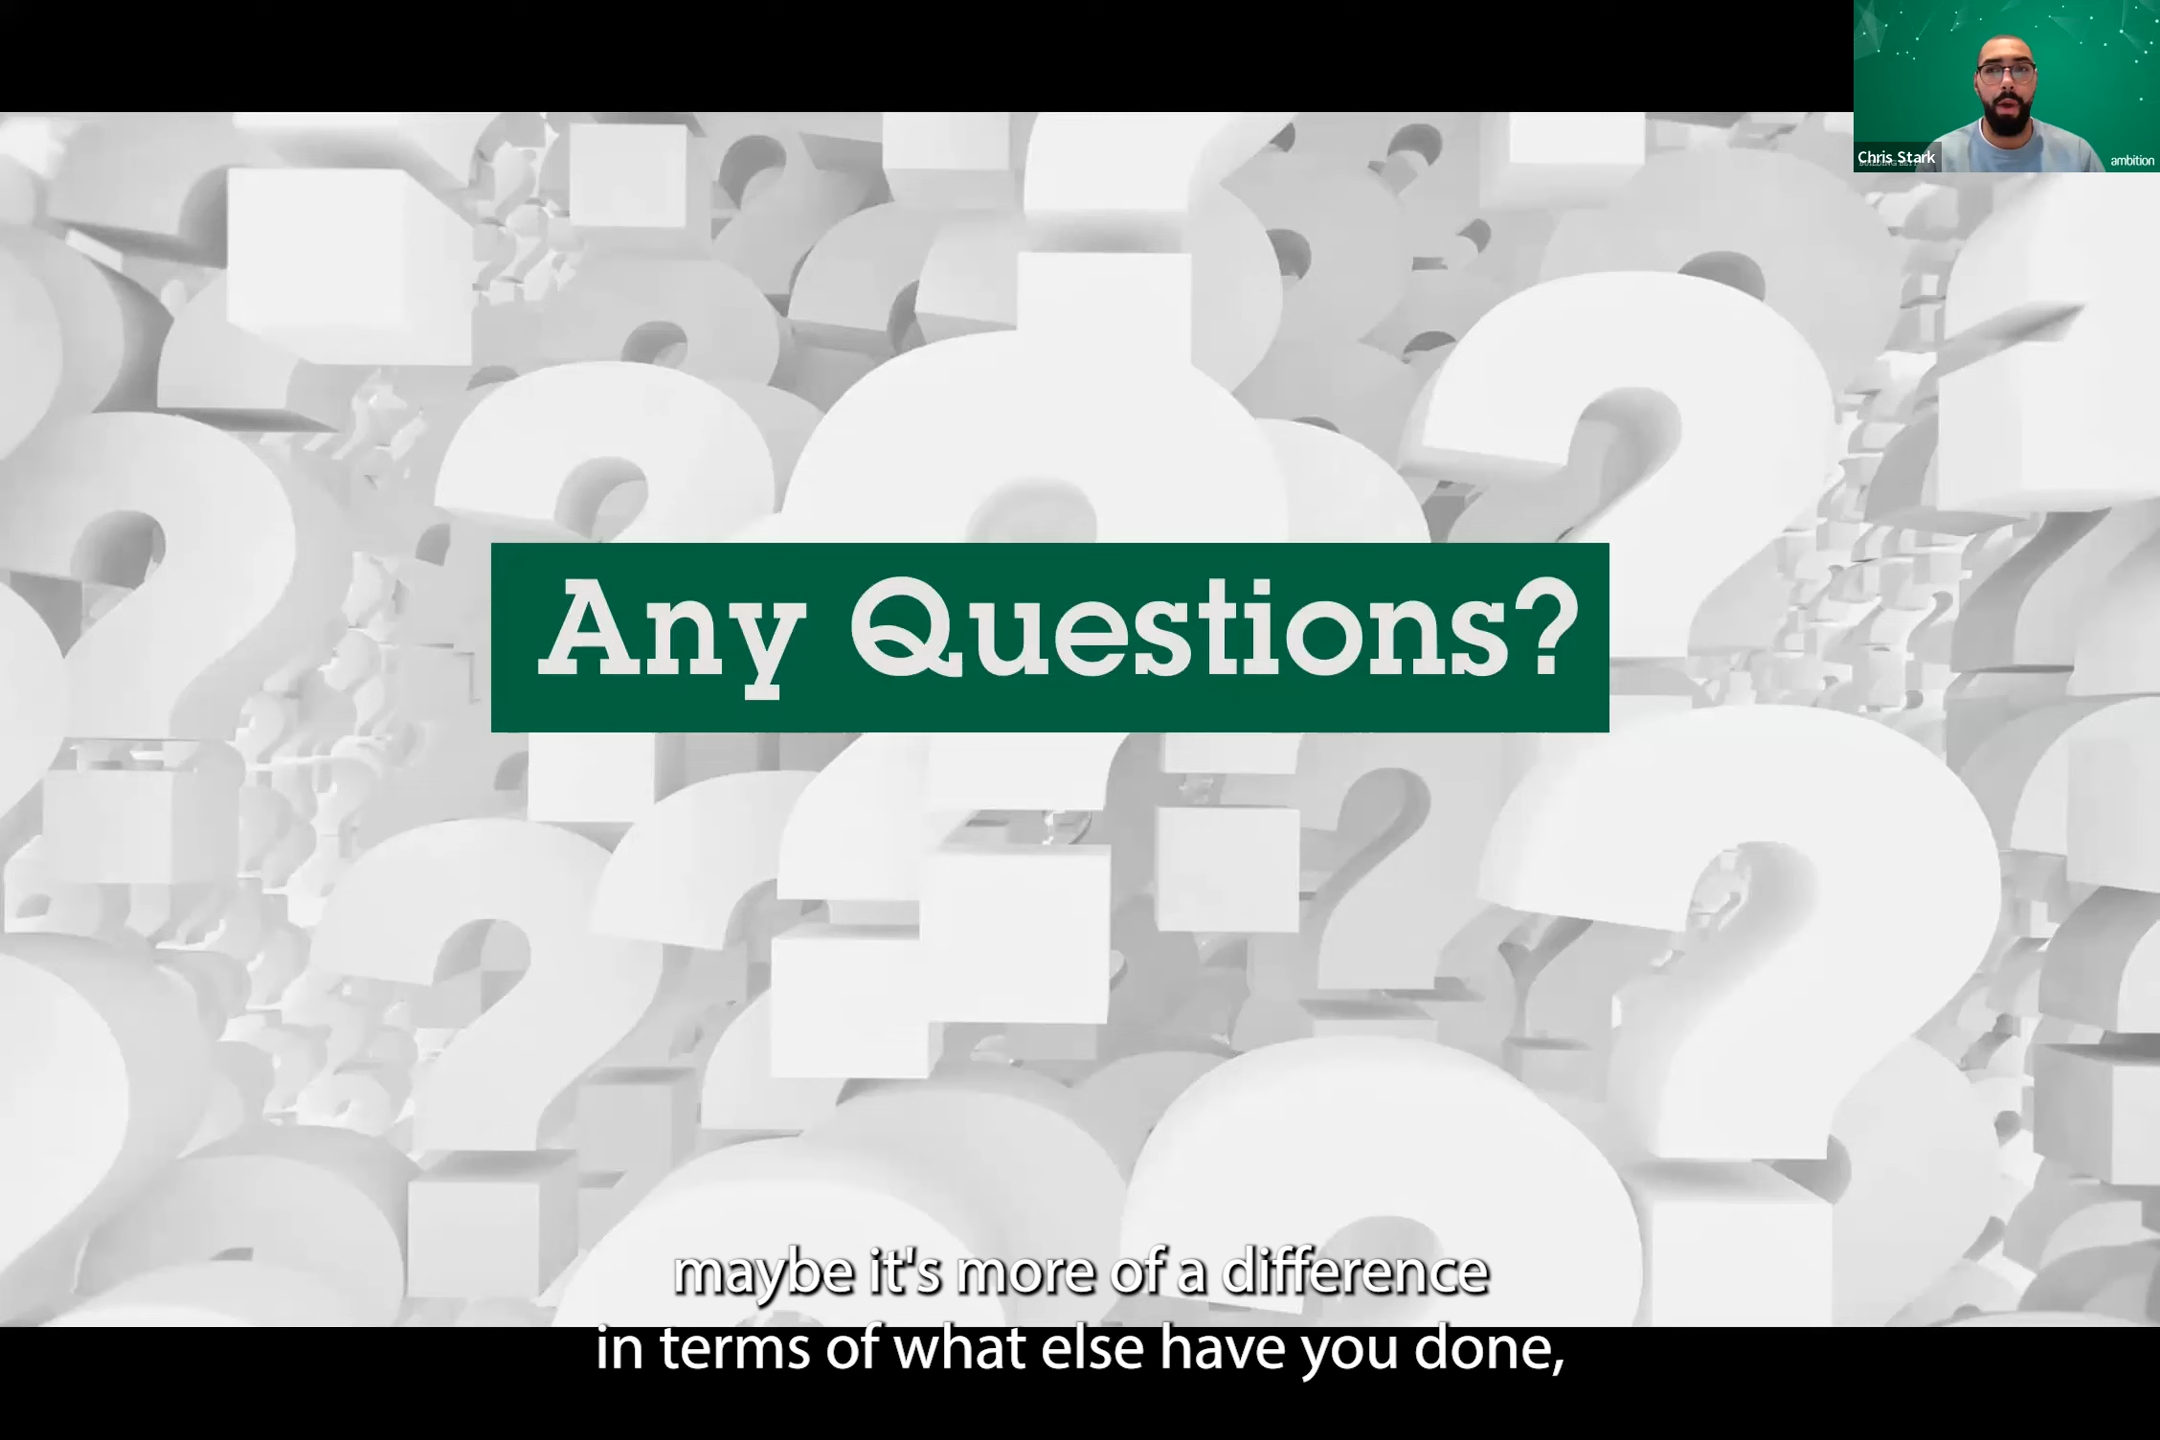 Chris Stark
ambition
Any Questions?
maybe it's more of a difference
in terms of what else have you done,